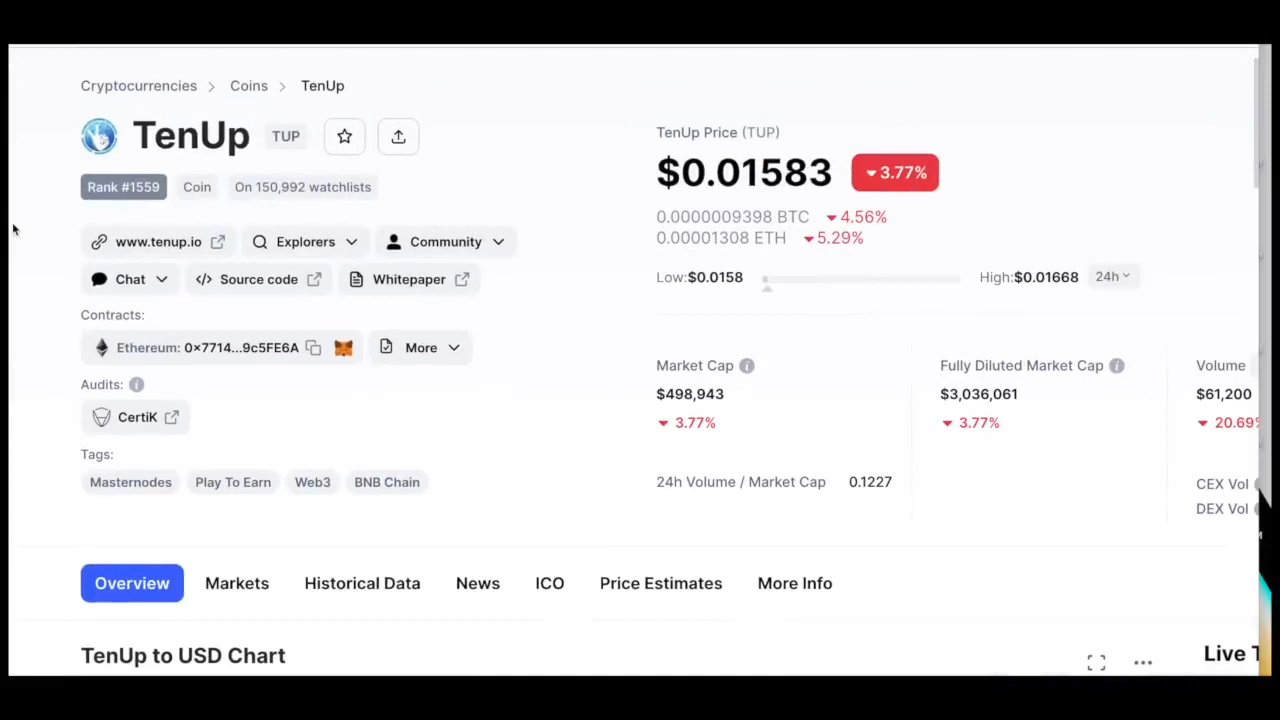 Cryptocurrencies > Coins > TenUp
TenUp TUP
Rank #1559 Coin On 150,992 watchlists
www.tenup.io Explorers Community
Chat Source code Whitepaper
Contracts:
Ethereum: 0x7714...9c5FE6A More
Audits:
CertiK
Tags:
Masternodes Play To Earn Web3 BNB Chain
TenUp Price (TUP)
$0.01583 3.77%
0.0000009398 BTC 4.56%
0.00001308 ETH 5.29%
Low:$0.0158 High:$0.01668 24h
Market Cap
$498,943
3.77%
24h Volume / Market Cap 0.1227
Fully Diluted Market Cap
$3,036,061
3.77%
Volume
$61,200
20.69%
CEX Vol
DEX Vol
Overview Markets Historical Data News ICO Price Estimates More Info
TenUp to USD Chart
Live